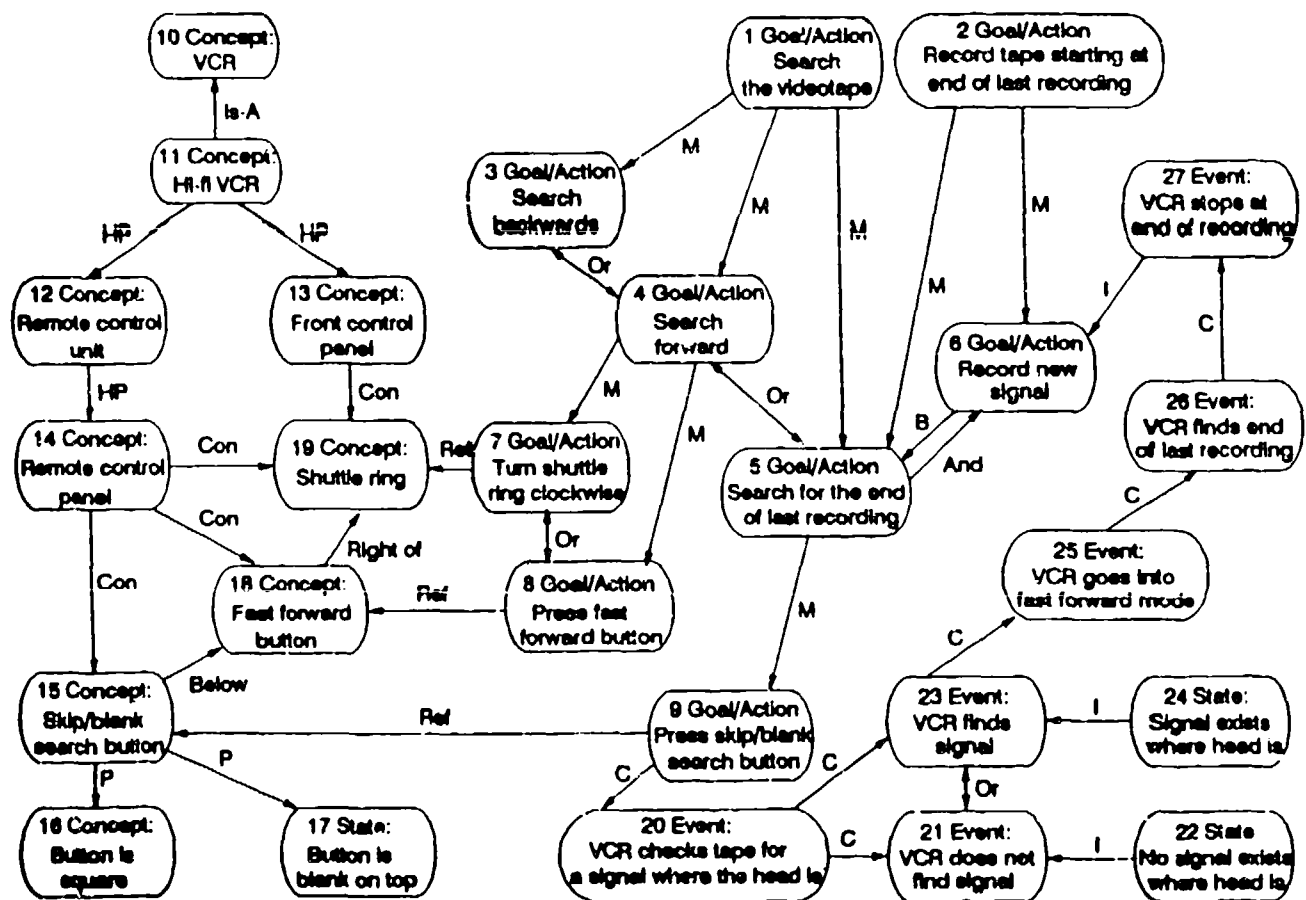 10 Concept:
VCR
Is-A
11 Concept:
Hi-fi VCR
HP
HP
12 Concept:
Remote control
unit
13 Concept:
Front control
panel
HP
Con
14 Concept:
Remote control
panel
Con
19 Concept:
Shuttle ring
Con
Right of
Con
18 Concept:
Fast forward
button
Below
15 Concept:
Skip/blank
search button
P
P
16 Concept:
Button is
square
17 State:
Button is
blank on top
1 Goal/Action
Search
the videotape
2 Goal/Action
Record tape starting at
end of last recording
M
M
M
M
M
3 Goal/Action
Search
backwards
Or
4 Goal/Action
Search
forward
M
M
Or
Ref
7 Goal/Action
Turn shuttle
ring clockwise
Or
Ref
8 Goal/Action
Press fast
forward button
5 Goal/Action
Search for the end
of last recording
B
And
6 Goal/Action
Record new
signal
I
27 Event:
VCR stops at
end of recording
C
26 Event:
VCR finds end
of last recording
C
25 Event:
VCR goes into
fast forward mode
C
M
Ref
9 Goal/Action
Press skip/blank
search button
C
C
23 Event:
VCR finds
signal
I
24 State:
Signal exists
where head is
Or
20 Event:
VCR checks tape for
a signal where the head is
C
21 Event:
VCR does not
find signal
I
22 State
No signal exists
where head is